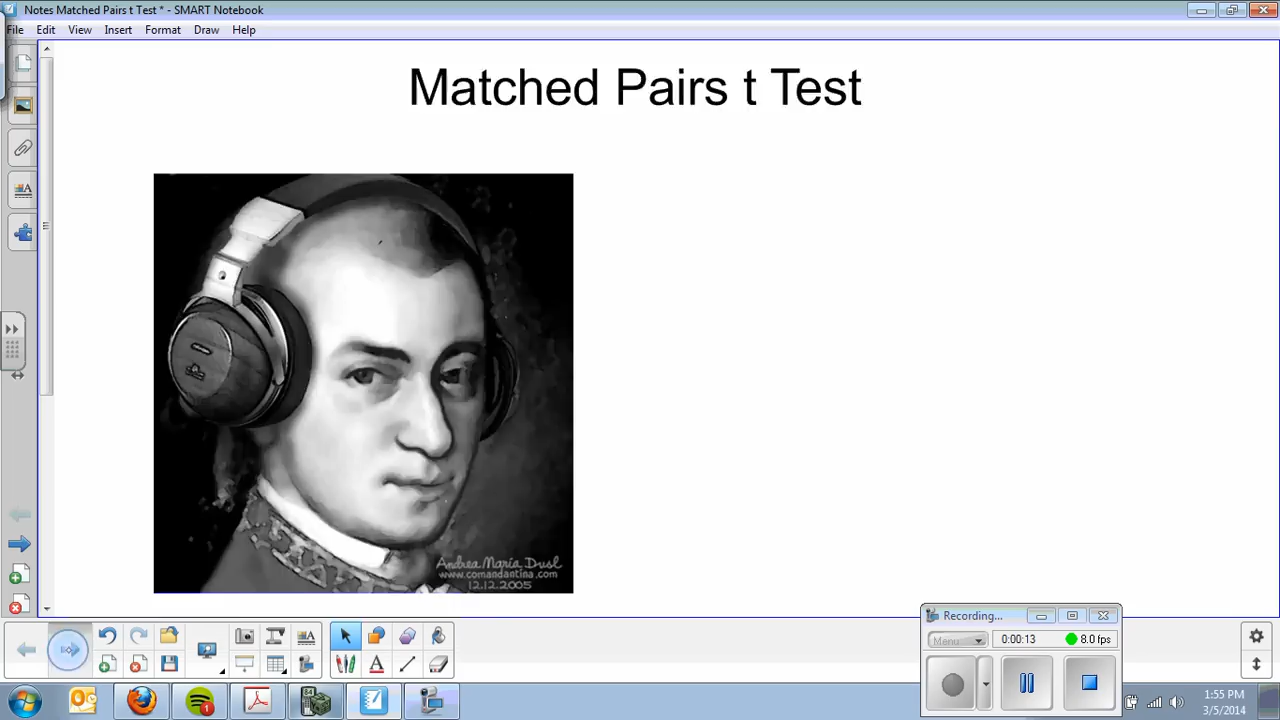 Notes Matched Pairs t Test * - SMART Notebook
File Edit View Insert Format Draw Help
Matched Pairs t Test
Andrea Maria Dusl
www.comandantina.com
12.12.2005
Recording...
Menu
0:00:13
8.0 fps
1
1:55 PM
3/5/2014